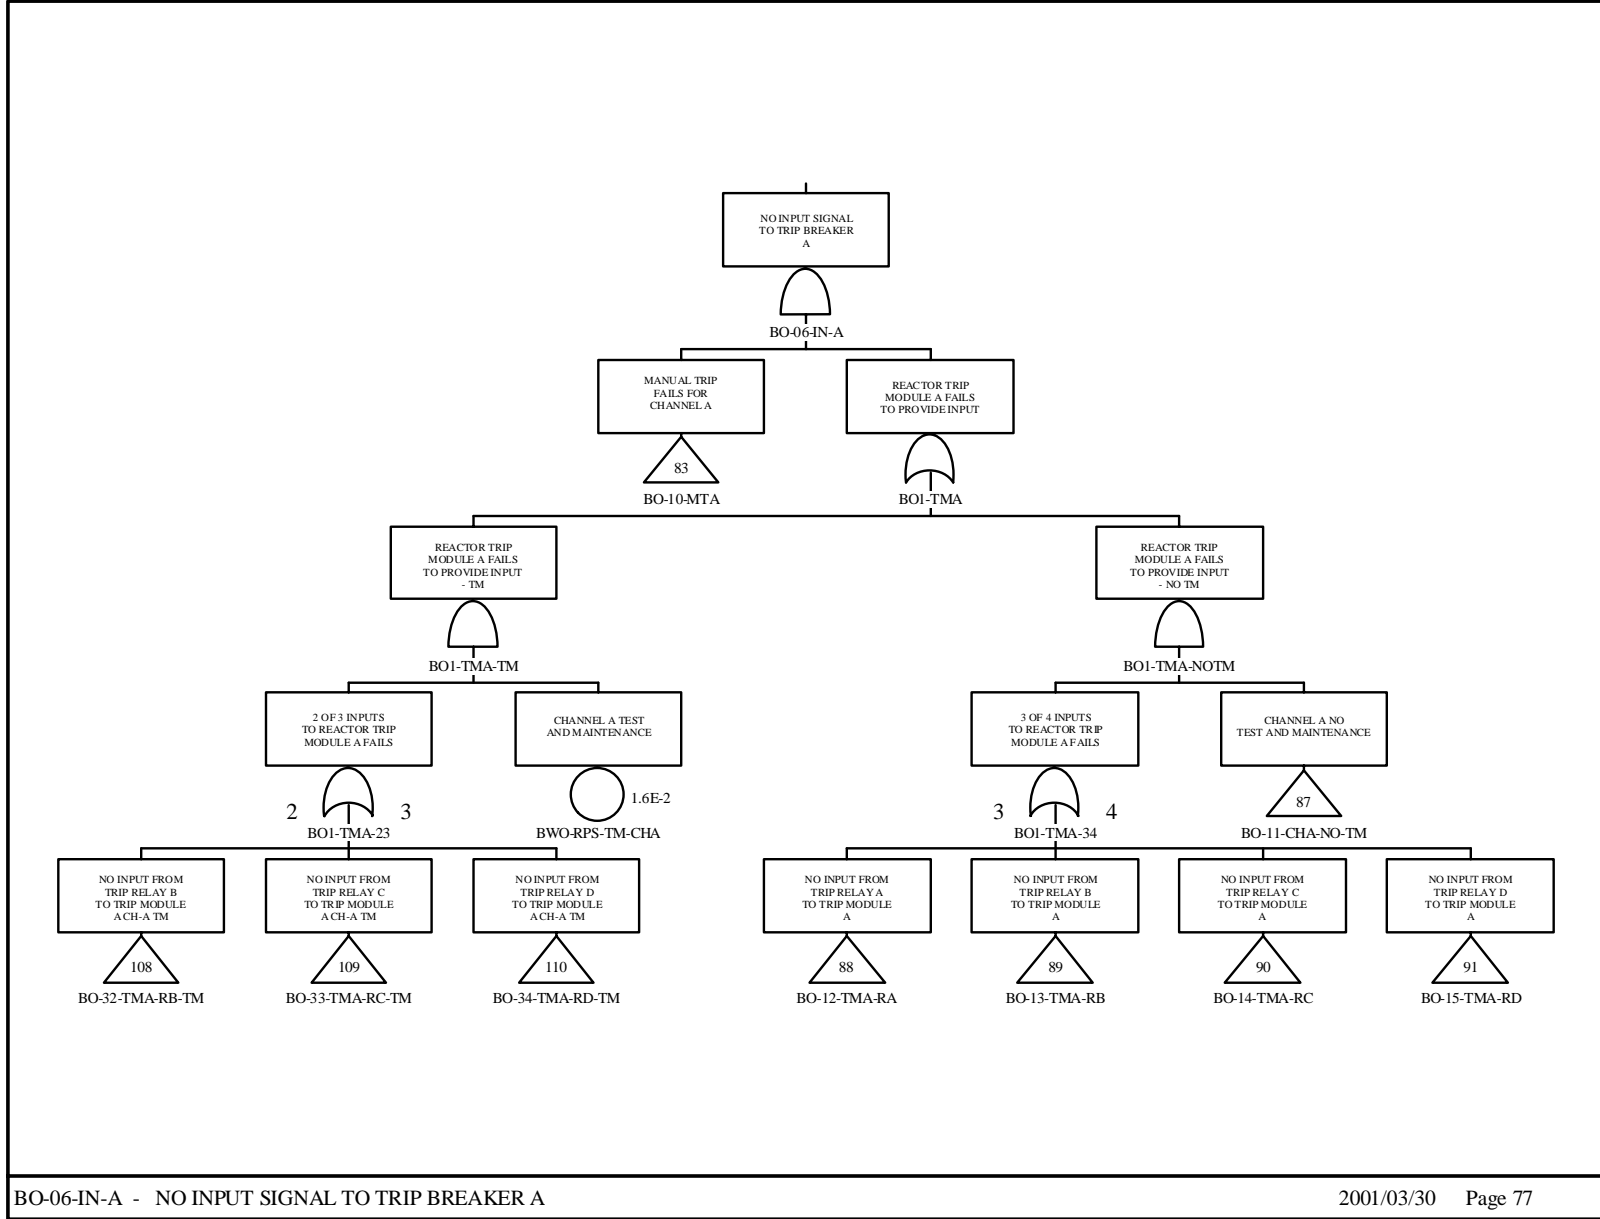 NO INPUT SIGNAL
TO TRIP BREAKER
A
BO-06-IN-A
MANUAL TRIP
FAILS FOR
CHANNEL A
83
BO-10-MTA
REACTOR TRIP
MODULE A FAILS
TO PROVIDE INPUT
BO1-TMA
REACTOR TRIP
MODULE A FAILS
TO PROVIDE INPUT
- TM
BO1-TMA-TM
REACTOR TRIP
MODULE A FAILS
TO PROVIDE INPUT
- NO TM
BO1-TMA-NOTM
2 OF 3 INPUTS
TO REACTOR TRIP
MODULE A FAILS
2 3
BO1-TMA-23
CHANNEL A TEST
AND MAINTENANCE
1.6E-2
BWO-RPS-TM-CHA
3 OF 4 INPUTS
TO REACTOR TRIP
MODULE A FAILS
3 4
BO1-TMA-34
CHANNEL A NO
TEST AND MAINTENANCE
87
BO-11-CHA-NO-TM
NO INPUT FROM
TRIP RELAY B
TO TRIP MODULE
A CH-A TM
108
BO-32-TMA-RB-TM
NO INPUT FROM
TRIP RELAY C
TO TRIP MODULE
A CH-A TM
109
BO-33-TMA-RC-TM
NO INPUT FROM
TRIP RELAY D
TO TRIP MODULE
A CH-A TM
110
BO-34-TMA-RD-TM
NO INPUT FROM
TRIP RELAY A
TO TRIP MODULE
A
88
BO-12-TMA-RA
NO INPUT FROM
TRIP RELAY B
TO TRIP MODULE
A
89
BO-13-TMA-RB
NO INPUT FROM
TRIP RELAY C
TO TRIP MODULE
A
90
BO-14-TMA-RC
NO INPUT FROM
TRIP RELAY D
TO TRIP MODULE
A
91
BO-15-TMA-RD
BO-06-IN-A - NO INPUT SIGNAL TO TRIP BREAKER A
2001/03/30 Page 77